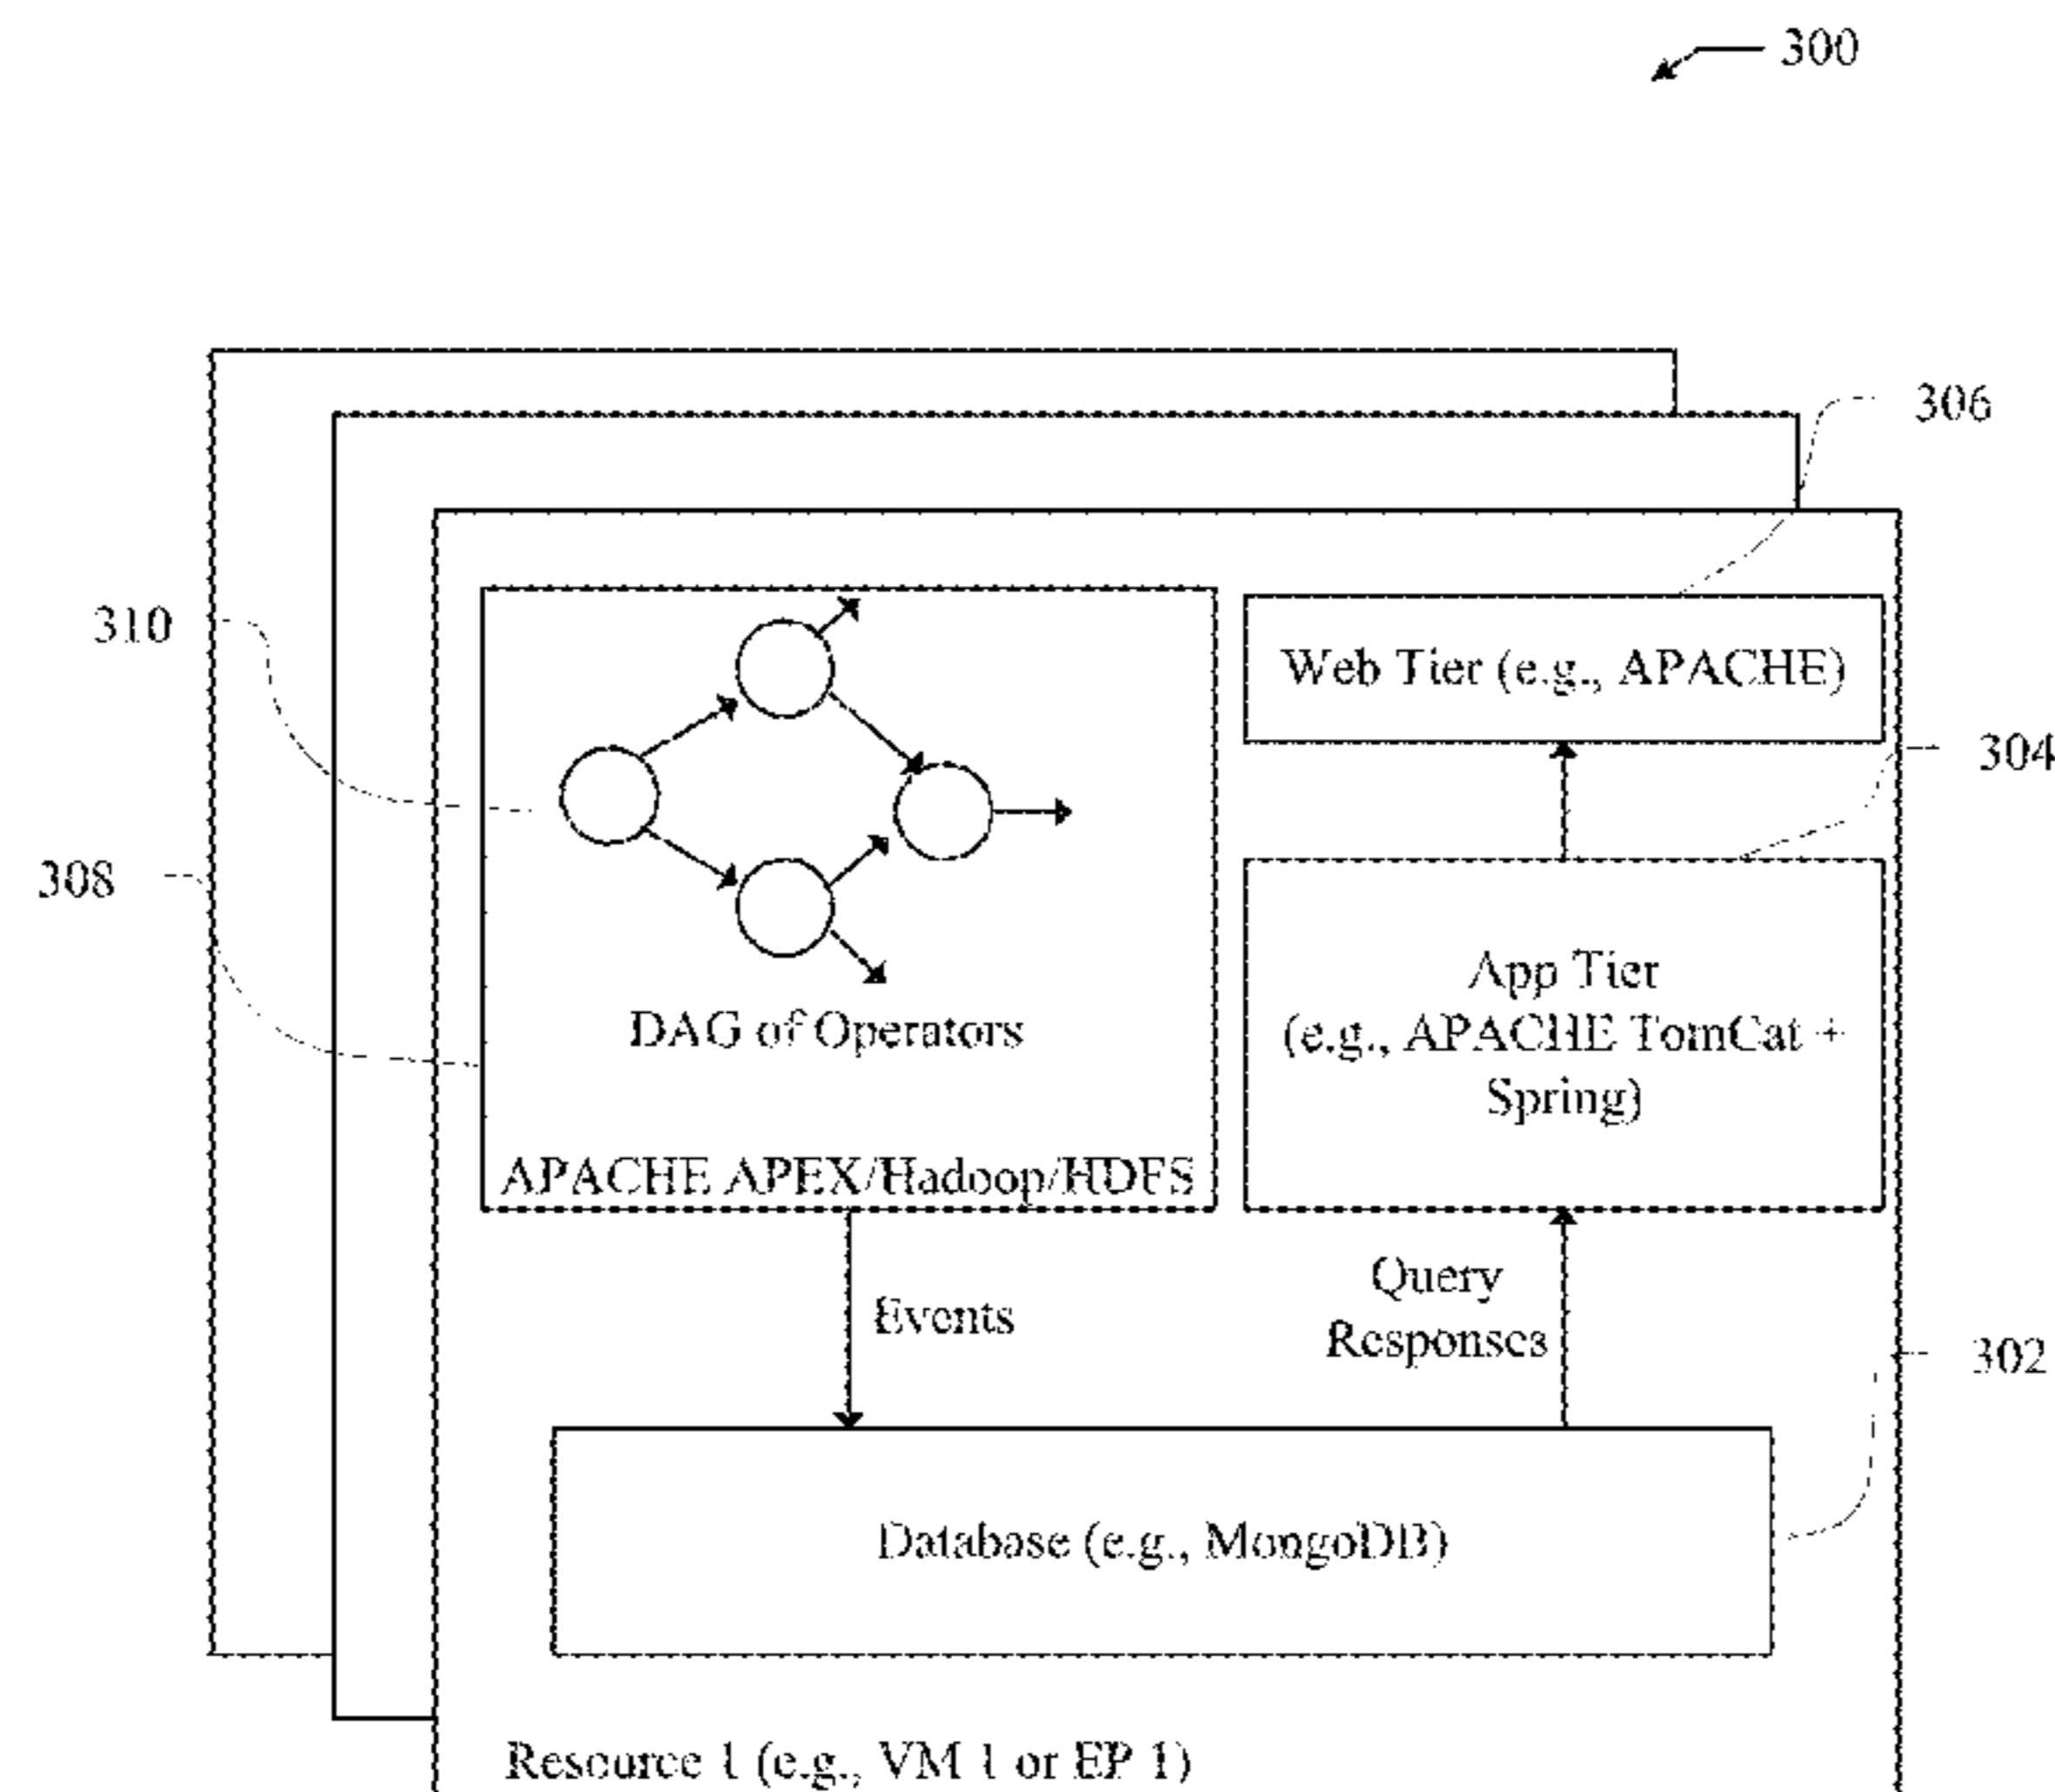 300
306
310
Web Tier (e.g., APACHE)
304
308
App Tier
(e.g., APACHE TomCat +
Spring)
DAG of Operators
APACHE APEX/Hadoop/HDFS
Events
Query
Responses
302
Database (e.g., MongoDB)
Resource 1 (e.g., VM 1 or EP 1)